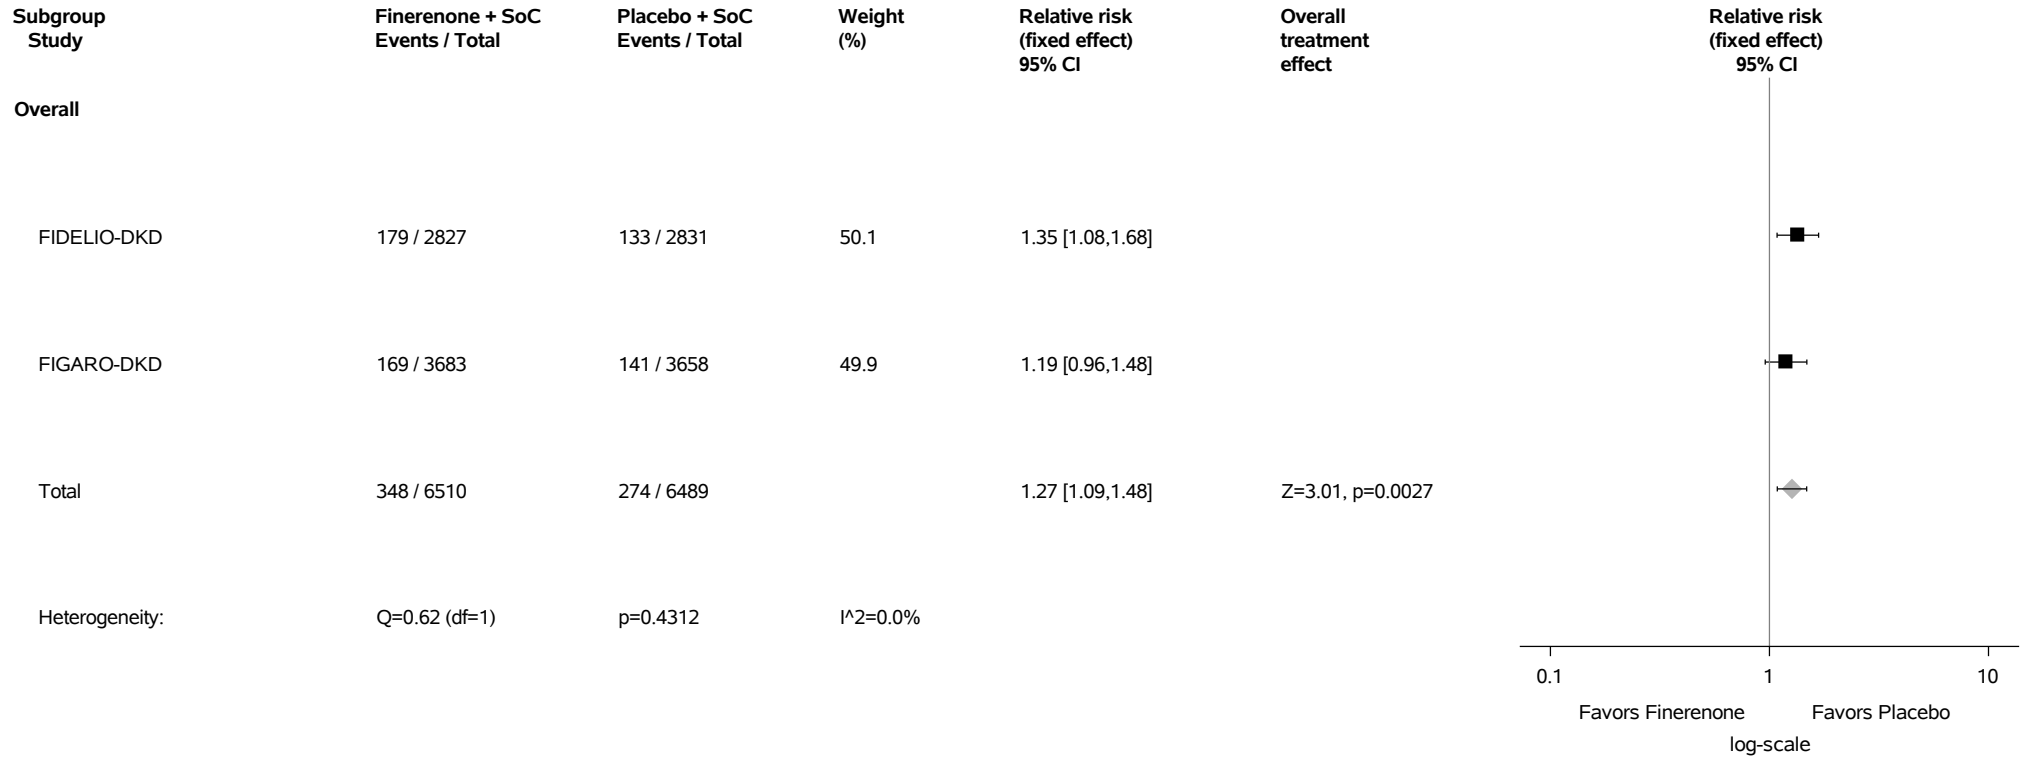 Subgroup Finerenone + SoC Placebo + SoC Weight Relative risk Overall Relative risk
Study Events / Total Events / Total (%) (fixed effect) treatment (fixed effect)
95% CI effect 95% CI
Overall
FIDELIO-DKD 179 / 2827 133 / 2831 50.1 1.35 [1.08,1.68]
FIGARO-DKD 169 / 3683 141 / 3658 49.9 1.19 [0.96,1.48]
Total 348 / 6510 274 / 6489 1.27 [1.09,1.48] Z=3.01, p=0.0027
Heterogeneity: Q=0.62 (df=1) p=0.4312 I^2=0.0%
0.1 1 10
Favors Finerenone Favors Placebo
log-scale